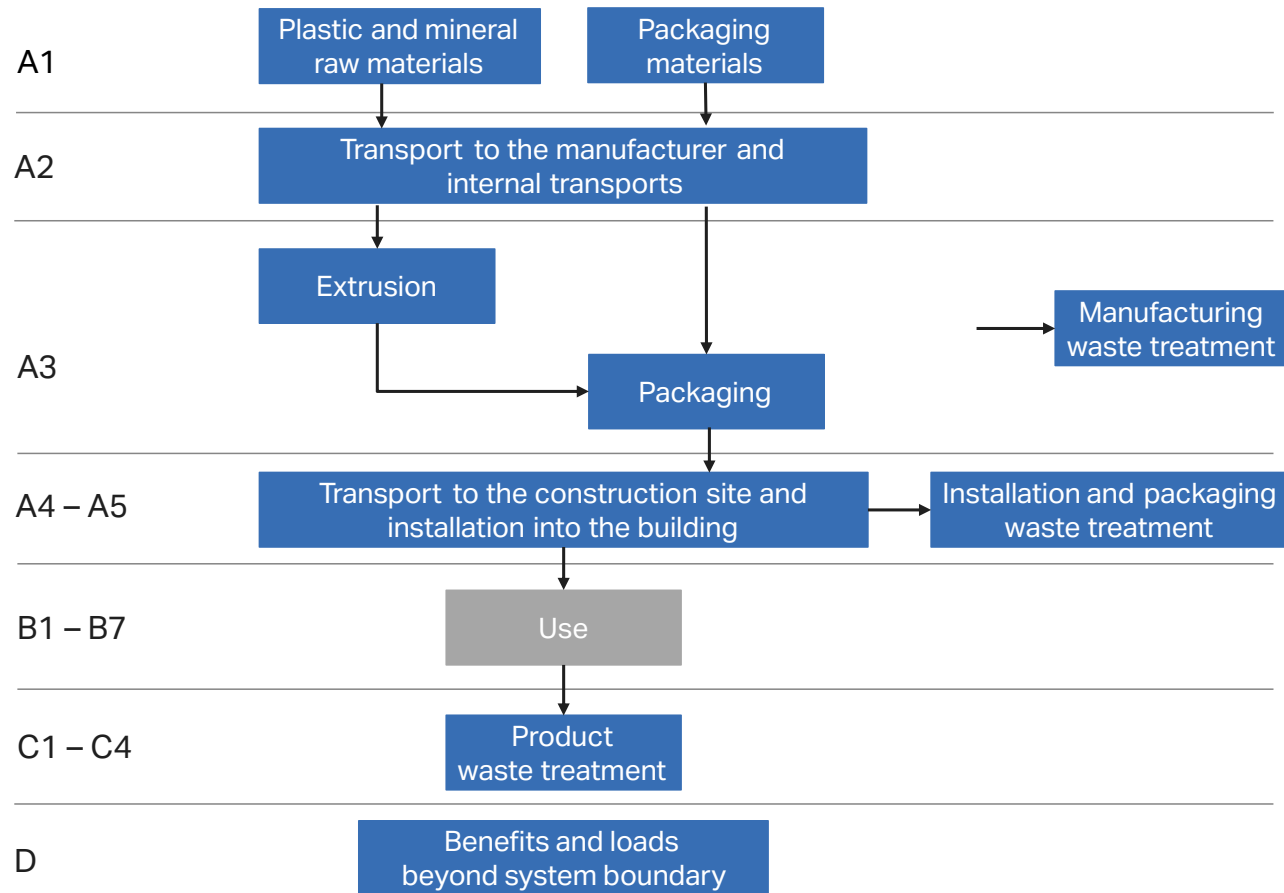 A1
Plastic and mineral
raw materials
Packaging
materials
A2
Transport to the manufacturer and
internal transports
A3
Extrusion
Manufacturing
waste treatment
Packaging
A4 – A5
Transport to the construction site and
installation into the building
Installation and packaging
waste treatment
B1 – B7
Use
C1 – C4
Product
waste treatment
D
Benefits and loads
beyond system boundary